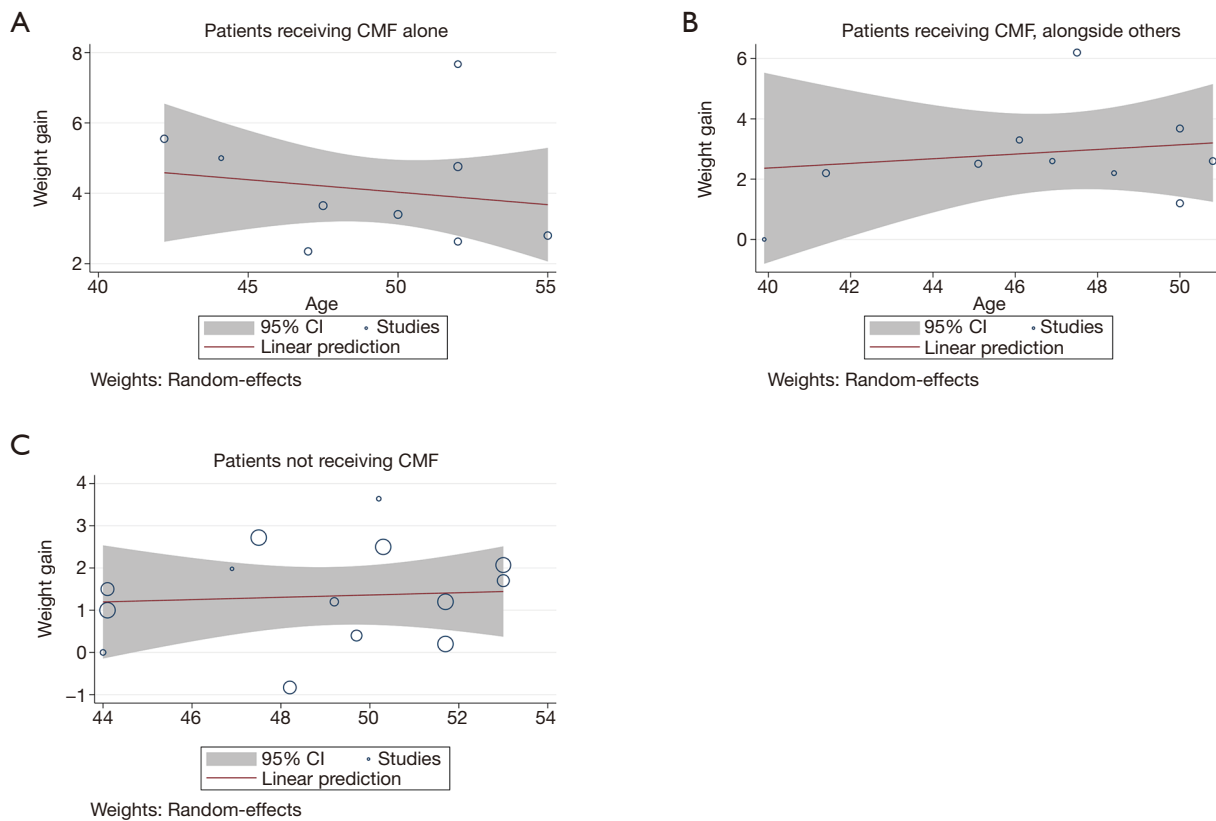 A
Patients receiving CMF alone
Weight gain
8
6
4
2
40 45 50 55
Age
95% CI Studies
Linear prediction
Weights: Random-effects
B
Patients receiving CMF, alongside others
Weight gain
6
4
2
0
40 42 44 46 48 50
Age
95% CI Studies
Linear prediction
Weights: Random-effects
C
Patients not receiving CMF
Weight gain
4
3
2
1
0
−1
44 46 48 50 52 54
95% CI Studies
Linear prediction
Weights: Random-effects